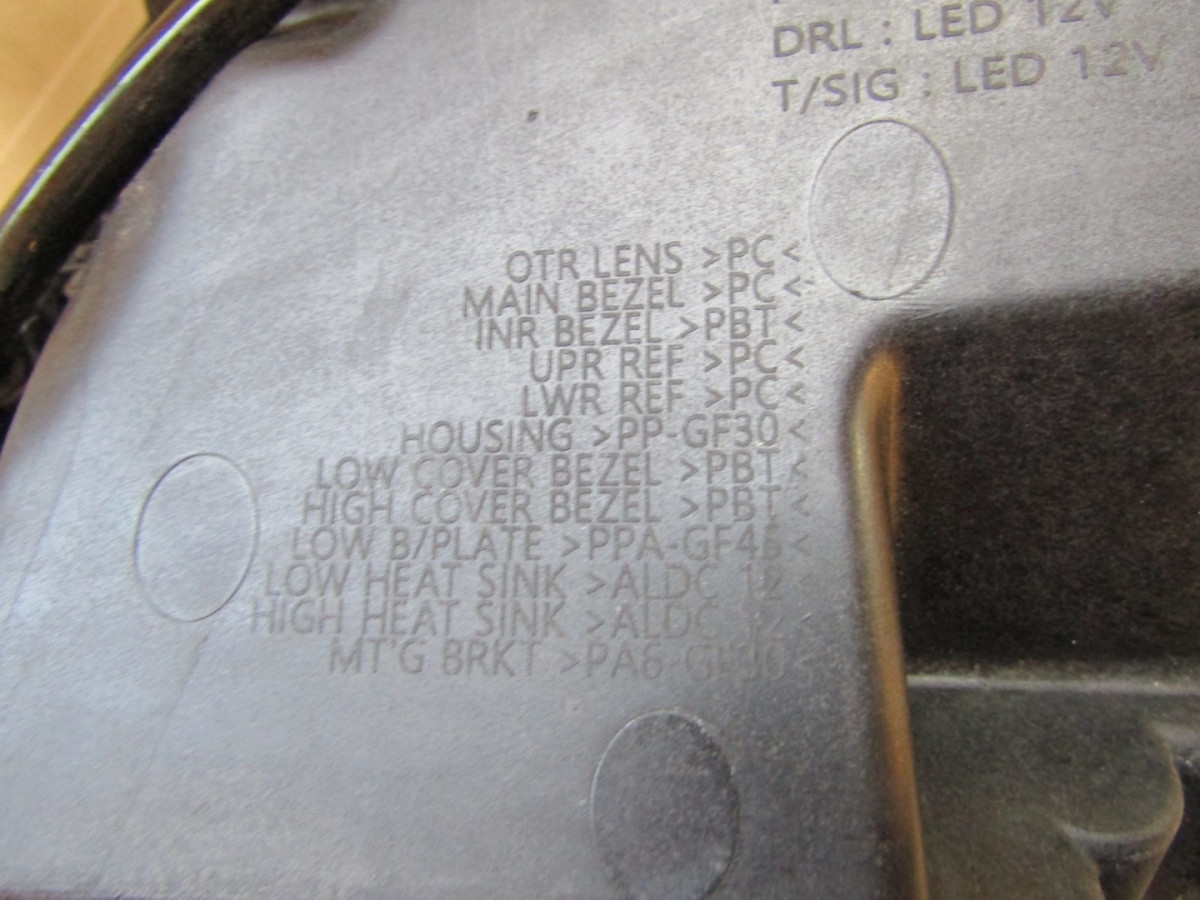 DRL : LED 12V
T/SIG : LED 12V
OTR LENS >PC<
MAIN BEZEL >PC<
INR BEZEL >PBT<
UPR REF >PC<
LWR REF >PC<
HOUSING >PP-GF30<
LOW COVER BEZEL >PBT<
HIGH COVER BEZEL >PBT<
LOW B/PLATE >PPA-GF45<
LOW HEAT SINK >ALDC 12<
HIGH HEAT SINK >ALDC
MT'G BRKT >PA6-GF30